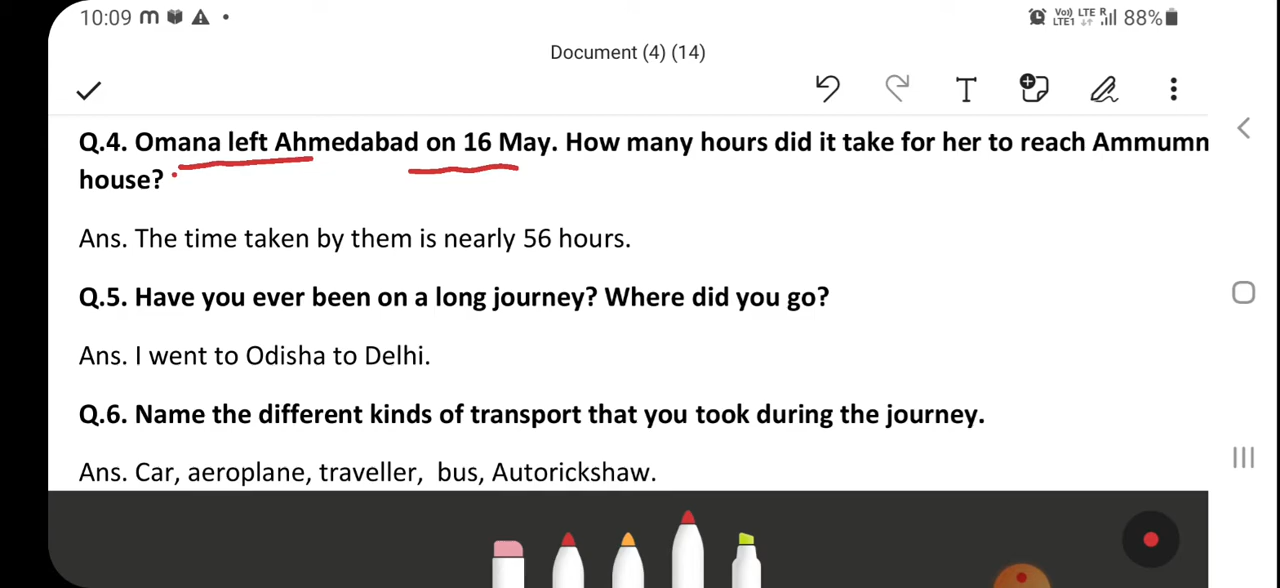 10:09
Vo)) LTE R
LTE1
88%
Document (4) (14)
T
Q.4. Omana left Ahmedabad on 16 May. How many hours did it take for her to reach Ammumn
house?
Ans. The time taken by them is nearly 56 hours.
Q.5. Have you ever been on a long journey? Where did you go?
Ans. I went to Odisha to Delhi.
Q.6. Name the different kinds of transport that you took during the journey.
Ans. Car, aeroplane, traveller, bus, Autorickshaw.